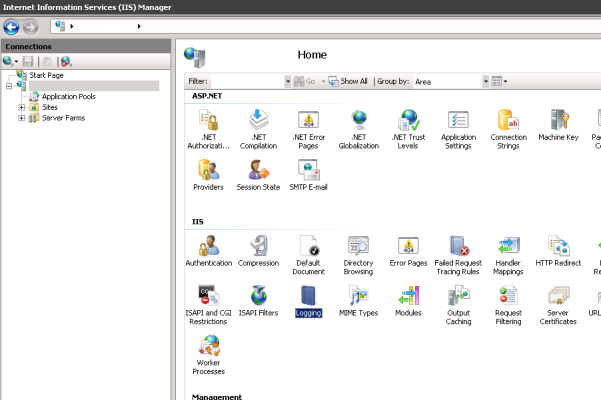 Internet Information Services (IIS) Manager
Connections
Start Page
Application Pools
Sites
Server Farms
Home
Filter: Go Show All Group by: Area
ASP.NET
.NET Authorizati... .NET Compilation .NET Error Pages .NET Globalization .NET Trust Levels Application Settings Connection Strings Machine Key
Providers Session State SMTP E-mail
IIS
Authentication Compression Default Document Directory Browsing Error Pages Failed Request Tracing Rules Handler Mappings HTTP Redirect
ISAPI and CGI Restrictions ISAPI Filters Logging MIME Types Modules Output Caching Request Filtering Server Certificates URL
Worker Processes
Management